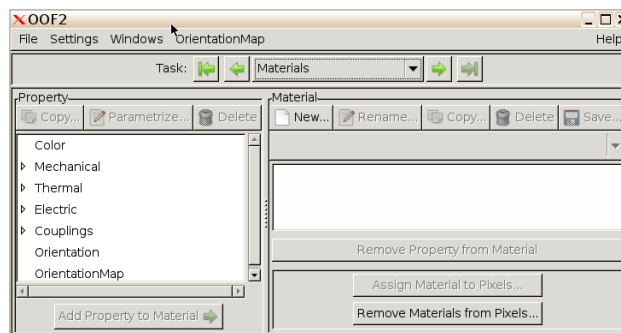 OOF2
File Settings Windows OrientationMap Help
Task: Materials
Property
Copy... Parametrize... Delete
Color
Mechanical
Thermal
Electric
Couplings
Orientation
OrientationMap
Add Property to Material
Material
New... Rename... Copy... Delete Save...
Remove Property from Material
Assign Material to Pixels...
Remove Materials from Pixels...